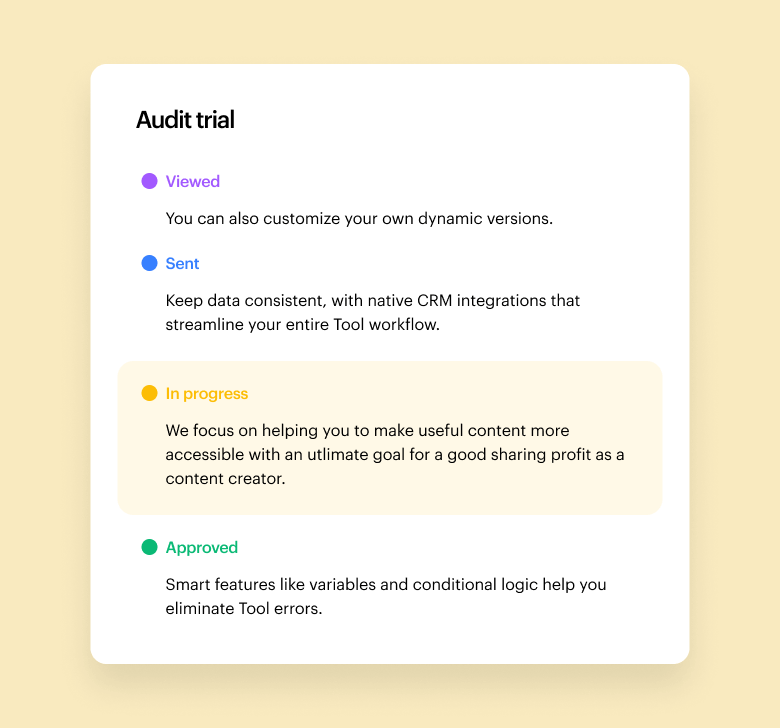 Audit trial
Viewed
You can also customize your own dynamic versions.
Sent
Keep data consistent, with native CRM integrations that
streamline your entire Tool workflow.
In progress
We focus on helping you to make useful content more
accessible with an utlimate goal for a good sharing profit as a
content creator.
Approved
Smart features like variables and conditional logic help you
eliminate Tool errors.